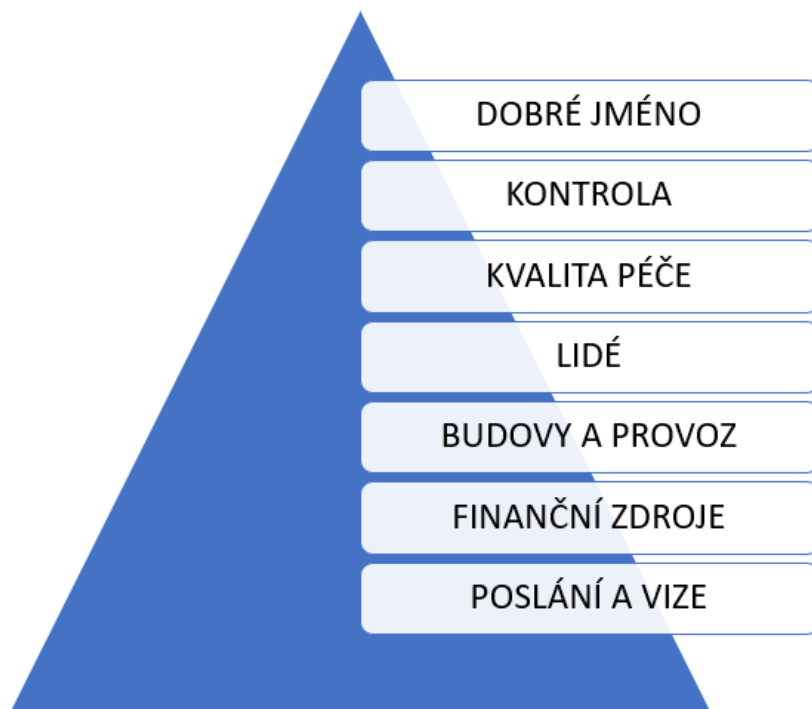 DOBRÉ JMÉNO
KONTROLA
KVALITA PÉČE
LIDÉ
BUDOVY A PROVOZ
FINANČNÍ ZDROJE
POSLÁNÍ A VIZE